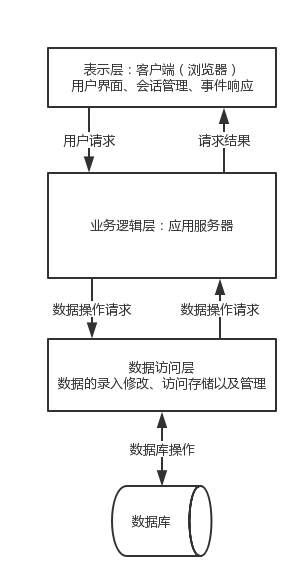 表示层：客户端（浏览器）
用户界面、会话管理、事件响应
用户请求
请求结果
业务逻辑层：应用服务器
数据操作请求
数据操作请求
数据访问层
数据的录入修改、访问存储以及管理
数据库操作
数据库